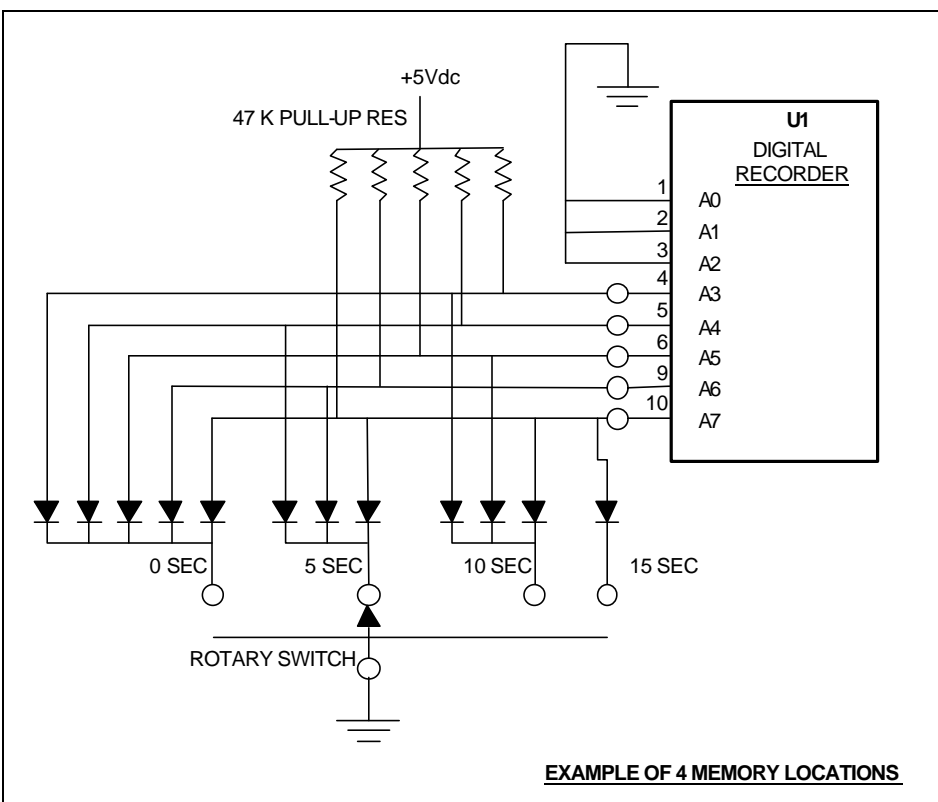 +5Vdc
47 K PULL-UP RES
U1
DIGITAL
RECORDER
1 A0
2 A1
3 A2
4 A3
5 A4
6 A5
9 A6
10 A7
0 SEC 5 SEC 10 SEC 15 SEC
ROTARY SWITCH
EXAMPLE OF 4 MEMORY LOCATIONS